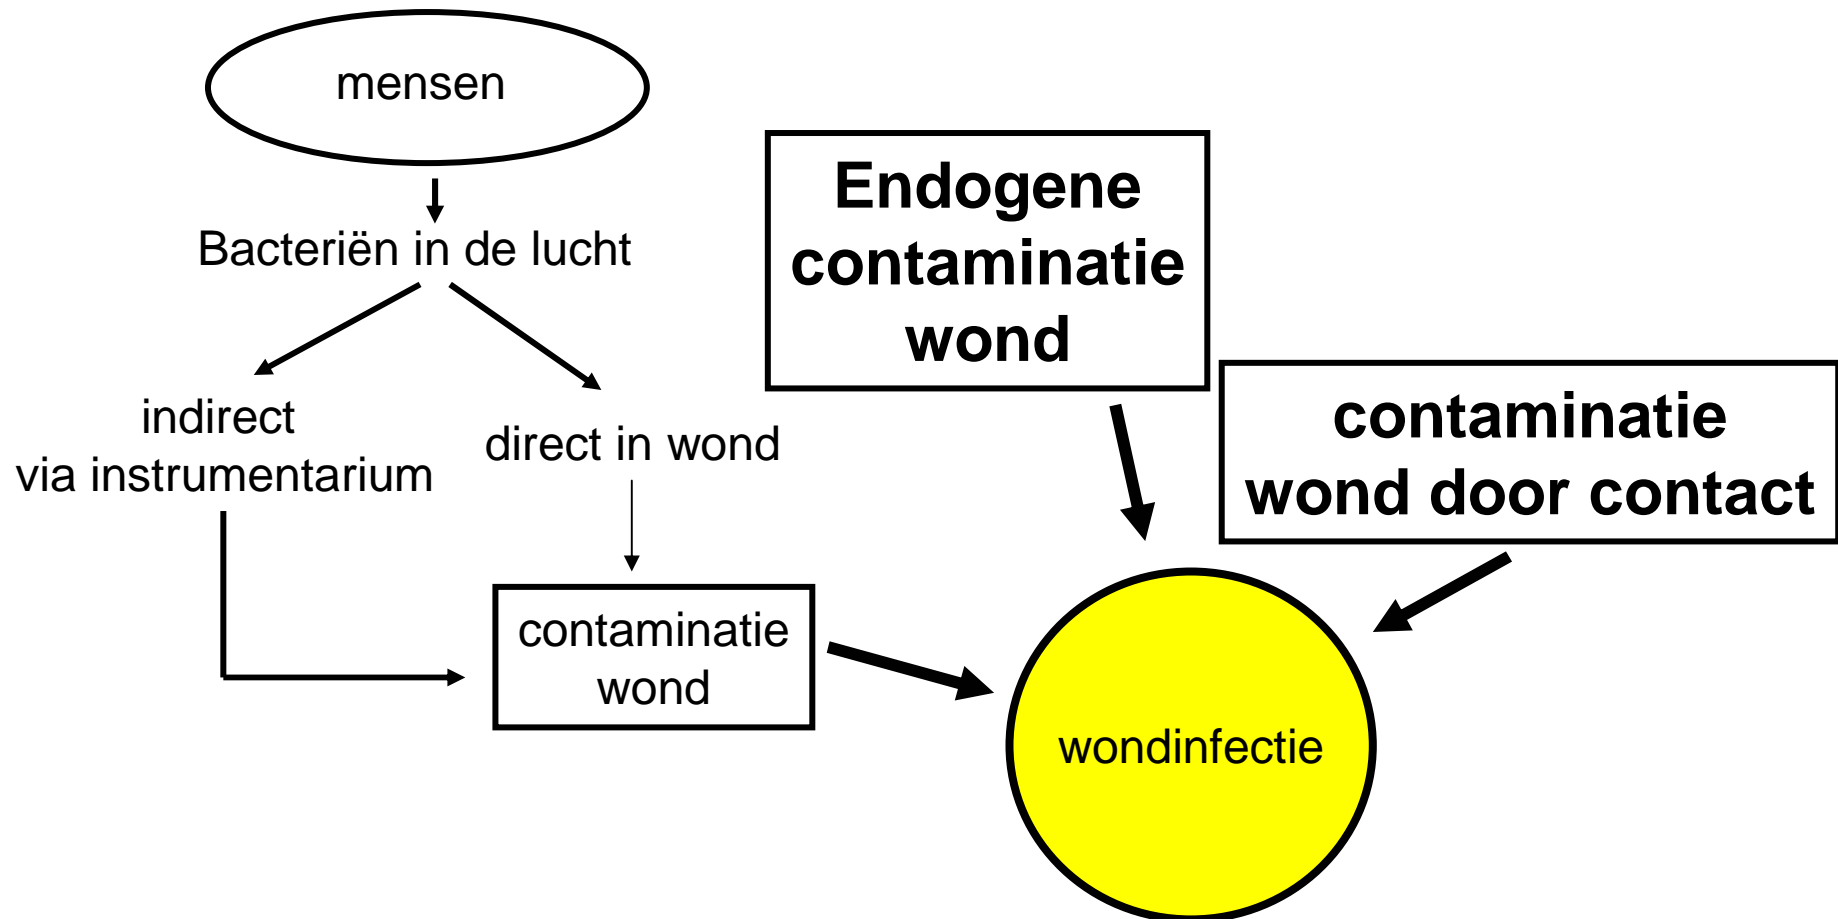 mensen
Bacteriën in de lucht
indirect
via instrumentarium
direct in wond
contaminatie
wond
Endogene
contaminatie
wond
contaminatie
wond door contact
wondinfectie